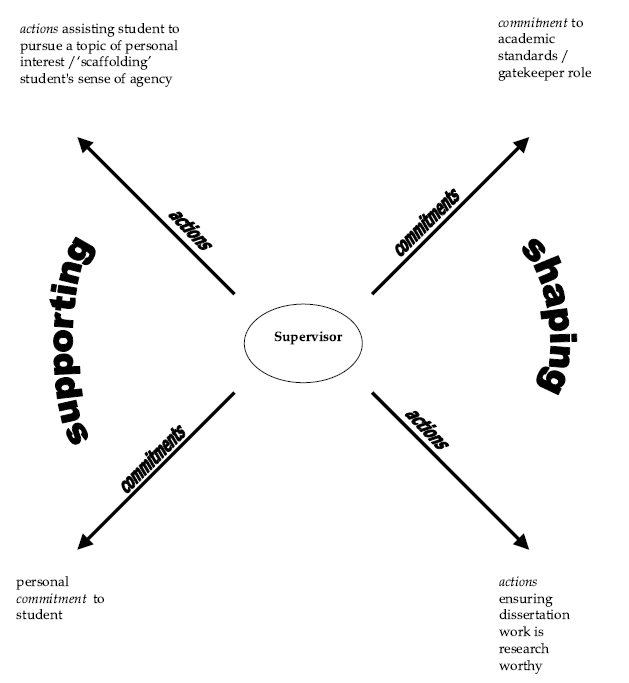 actions assisting student to
pursue a topic of personal
interest /‘scaffolding’
student's sense of agency
commitment to
academic
standards /
gatekeeper role
actions
commitments
supporting
shaping
Supervisor
commitments
actions
personal
commitment to
student
actions
ensuring
dissertation
work is
research
worthy